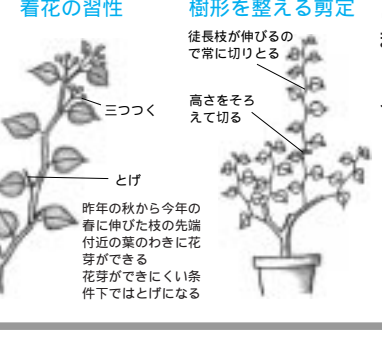 着花の習性
三つつく
とげ
昨年の秋から今年の
春に伸びた枝の先端
付近の葉のわきに花
芽ができる
花芽ができにくい条
件下ではとげになる
樹形を整える剪定
徒長枝が伸びるの
で常に切りとる
高さをそろ
えて切る